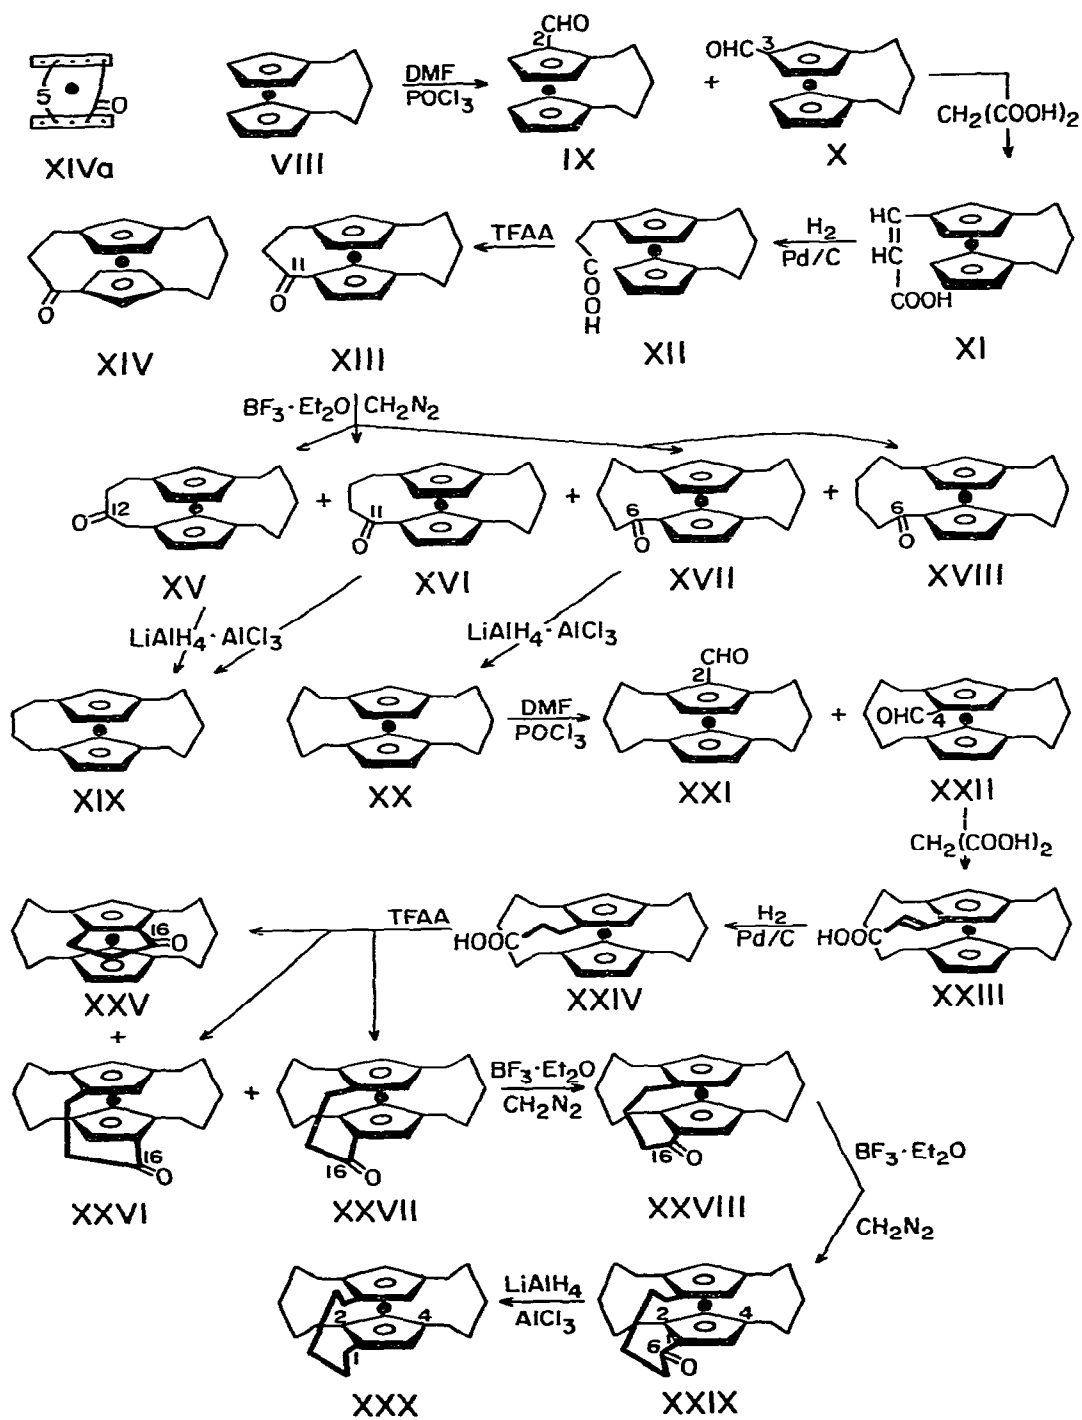 CHO
2
OHC 3
5
O
DMF
POCl3
+
CH2(COOH)2
XIVa
VIII
IX
X
TFAA
H2
Pd/C
HC
HC
COOH
11
O
O
C
O
O
H
XIV
XIII
XII
XI
BF3·Et2O CH2N2
O 12
+
11
O
+
6
O
+
6
O
XV
XVI
XVII
XVIII
LiAlH4·AlCl3
LiAlH4·AlCl3
CHO
2
DMF
POCl3
+
OHC 4
XIX
XX
XXI
XXII
CH2(COOH)2
16
O
TFAA
HOOC
H2
Pd/C
HOOC
XXV
XXIV
XXIII
+
+
BF3·Et2O
CH2N2
16
O
16
O
16
O
BF3·Et2O
XXVI
XXVII
XXVIII
CH2N2
LiAlH4
AlCl3
2
4
1
2
4
1
6
O
XXX
XXIX